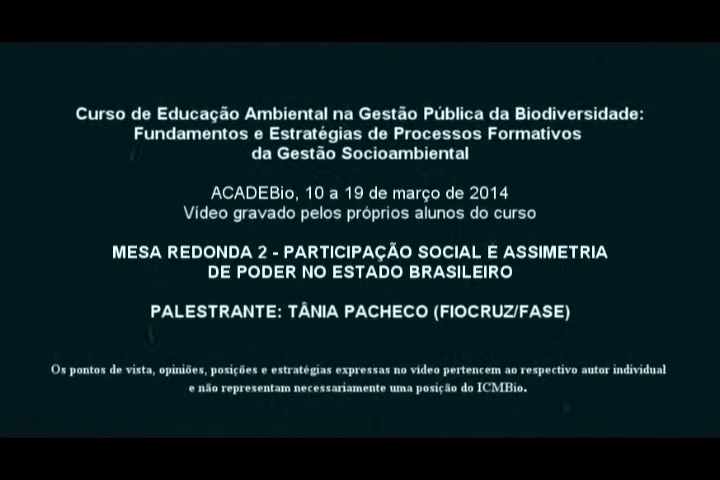 Curso de Educação Ambiental na Gestão Pública da Biodiversidade:
Fundamentos e Estratégias de Processos Formativos
da Gestão Socioambiental
ACADEBio, 10 a 19 de março de 2014
Vídeo gravado pelos próprios alunos do curso
MESA REDONDA 2 - PARTICIPAÇÃO SOCIAL E ASSIMETRIA
DE PODER NO ESTADO BRASILEIRO
PALESTRANTE: TÂNIA PACHECO (FIOCRUZ/FASE)
Os pontos de vista, opiniões, posições e estratégias expressas no vídeo pertencem ao respectivo autor individual
e não representam necessariamente uma posição do ICMBio.